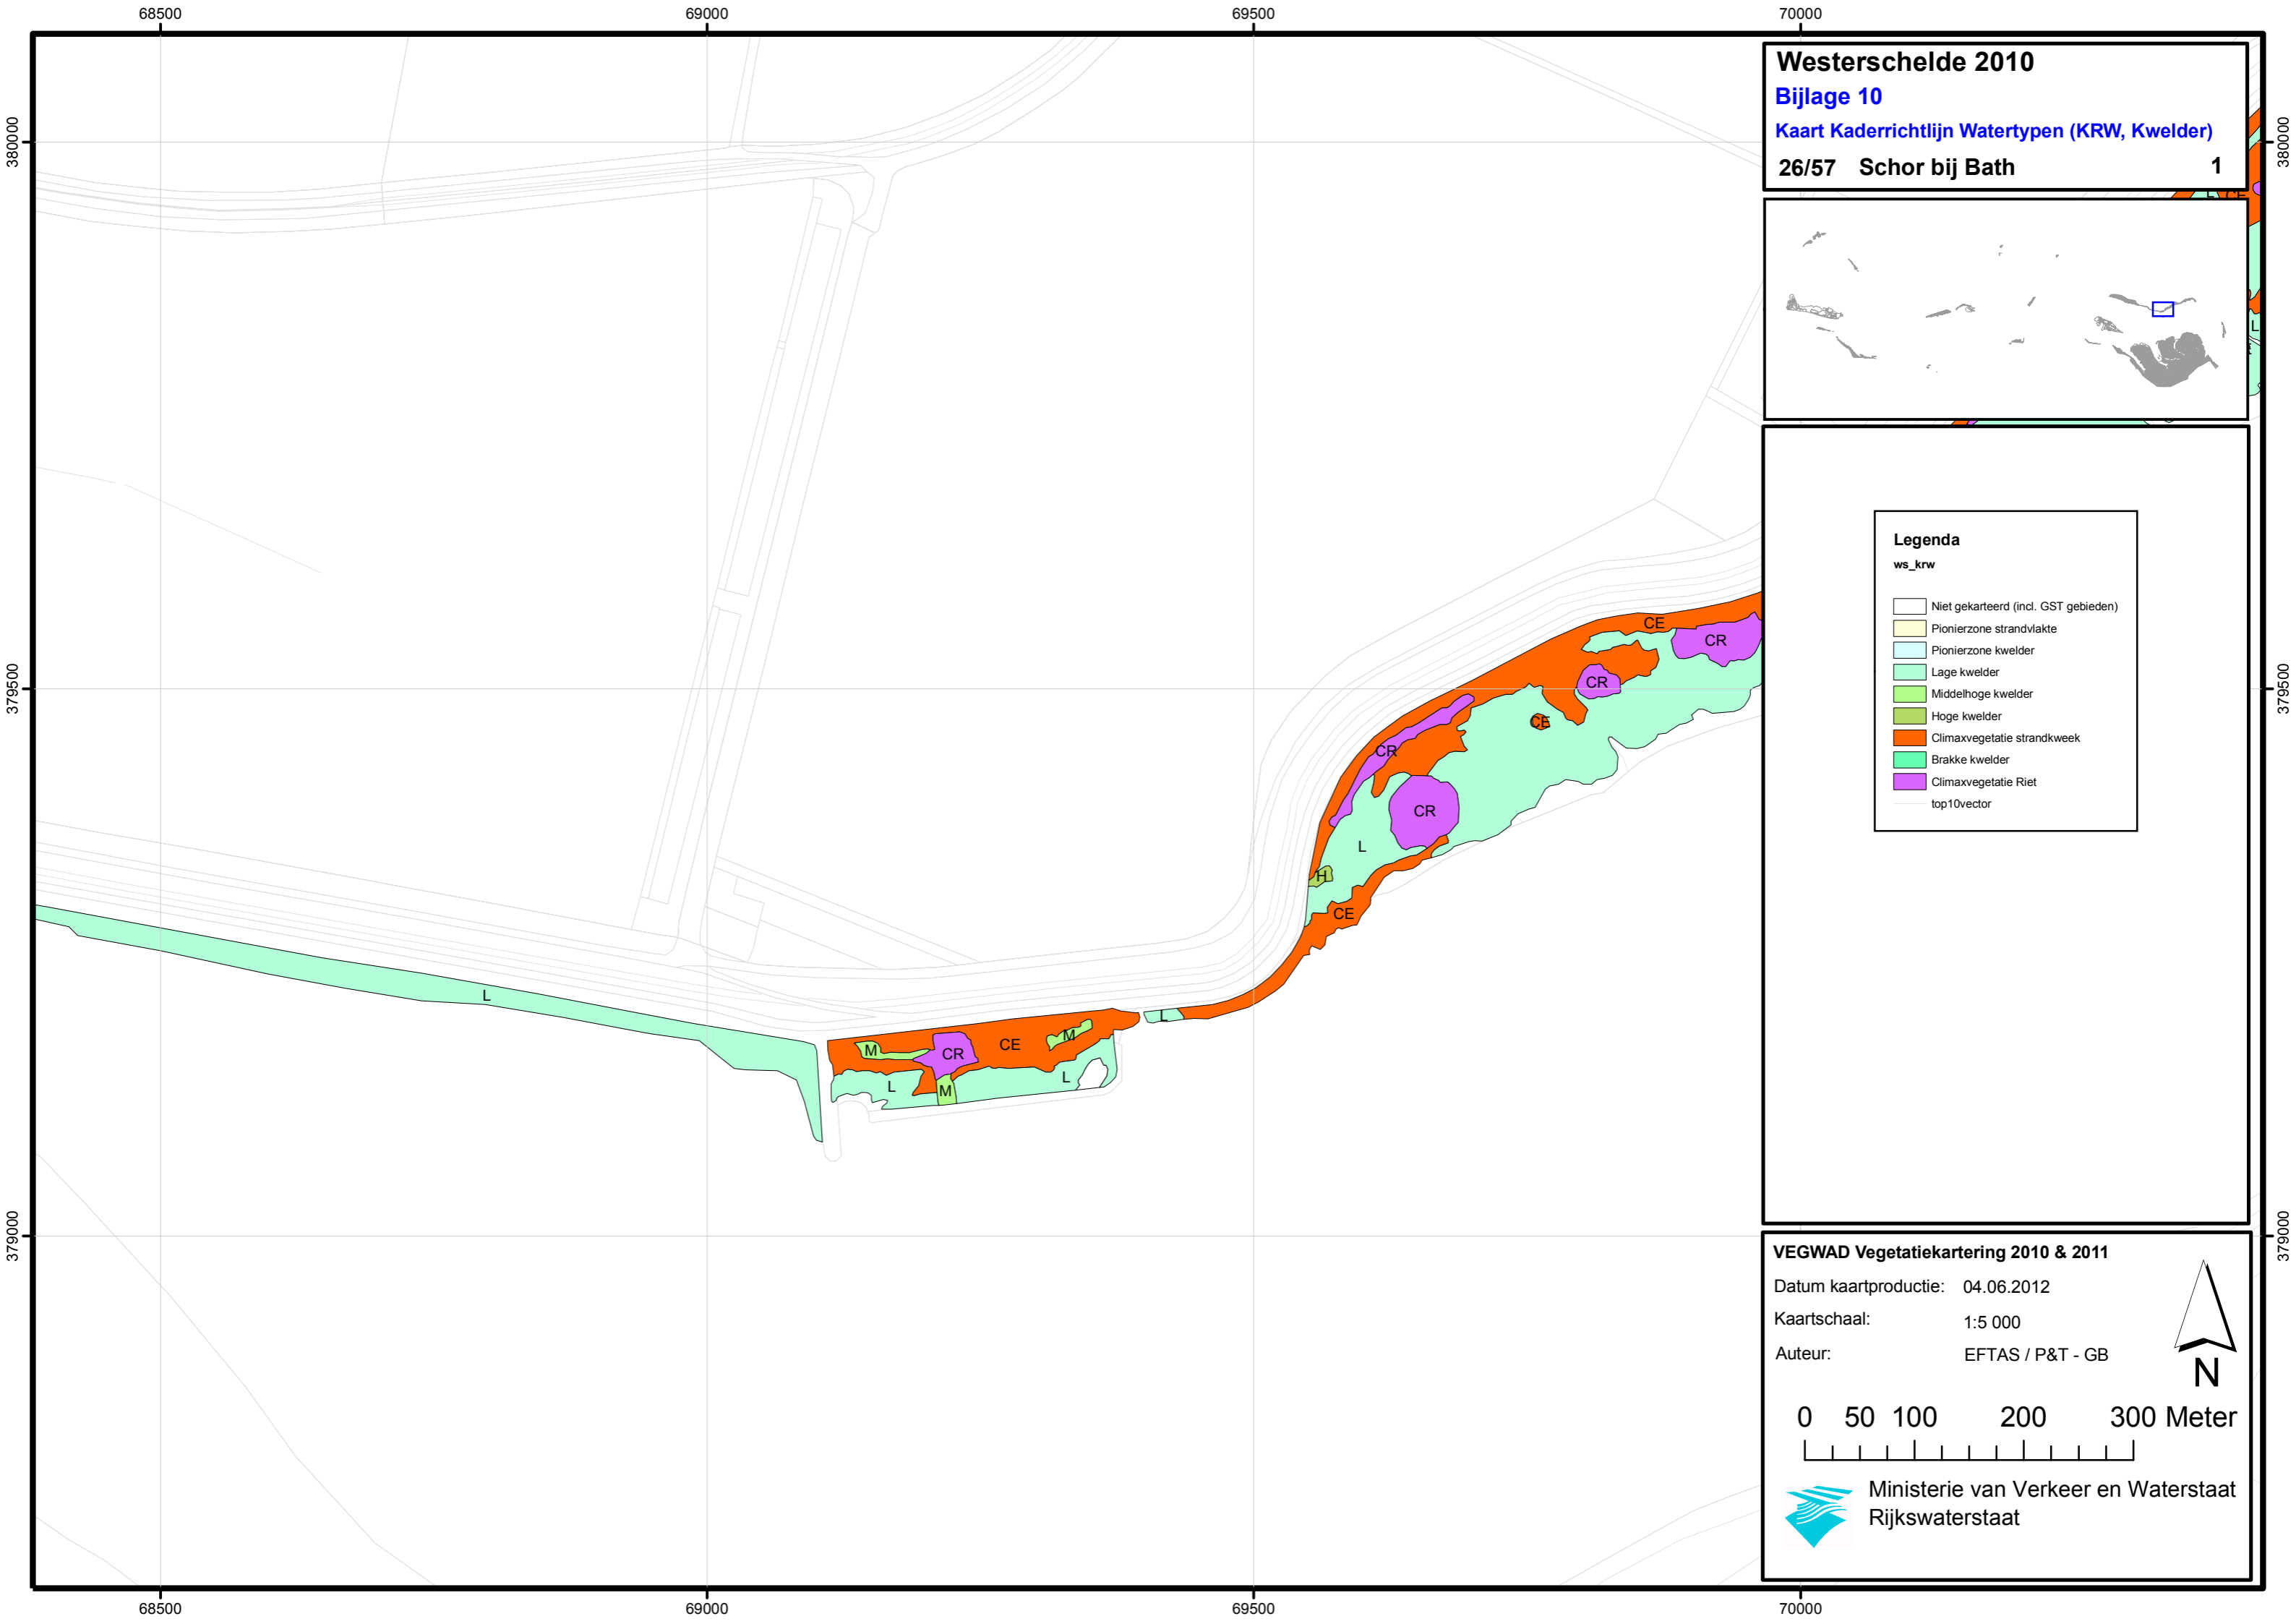 68500
69000
69500
70000
380000
379500
379000
380000
379500
379000
Westerschelde 2010
Bijlage 10
Kaart Kaderrichtlijn Watertypen (KRW, Kwelder)
26/57 Schor bij Bath 1
L
CE
L
Legenda
ws_krw
Niet gekarteerd (incl. GST gebieden)
Pionierzone strandvlakte
Pionierzone kwelder
Lage kwelder
Middelhoge kwelder
Hoge kwelder
Climaxvegetatie strandkweek
Brakke kwelder
Climaxvegetatie Riet
top10vector
CE
CR
CR
CE
CR
CR
L
H
CE
L
L
M
CR
CE
M
L
M
L
VEGWAD Vegetatiekartering 2010 & 2011
Datum kaartproductie: 04.06.2012
Kaartschaal: 1:5 000
Auteur: EFTAS / P&T - GB
N
0 50 100 200 300 Meter
Ministerie van Verkeer en Waterstaat
Rijkswaterstaat
68500
69000
69500
70000